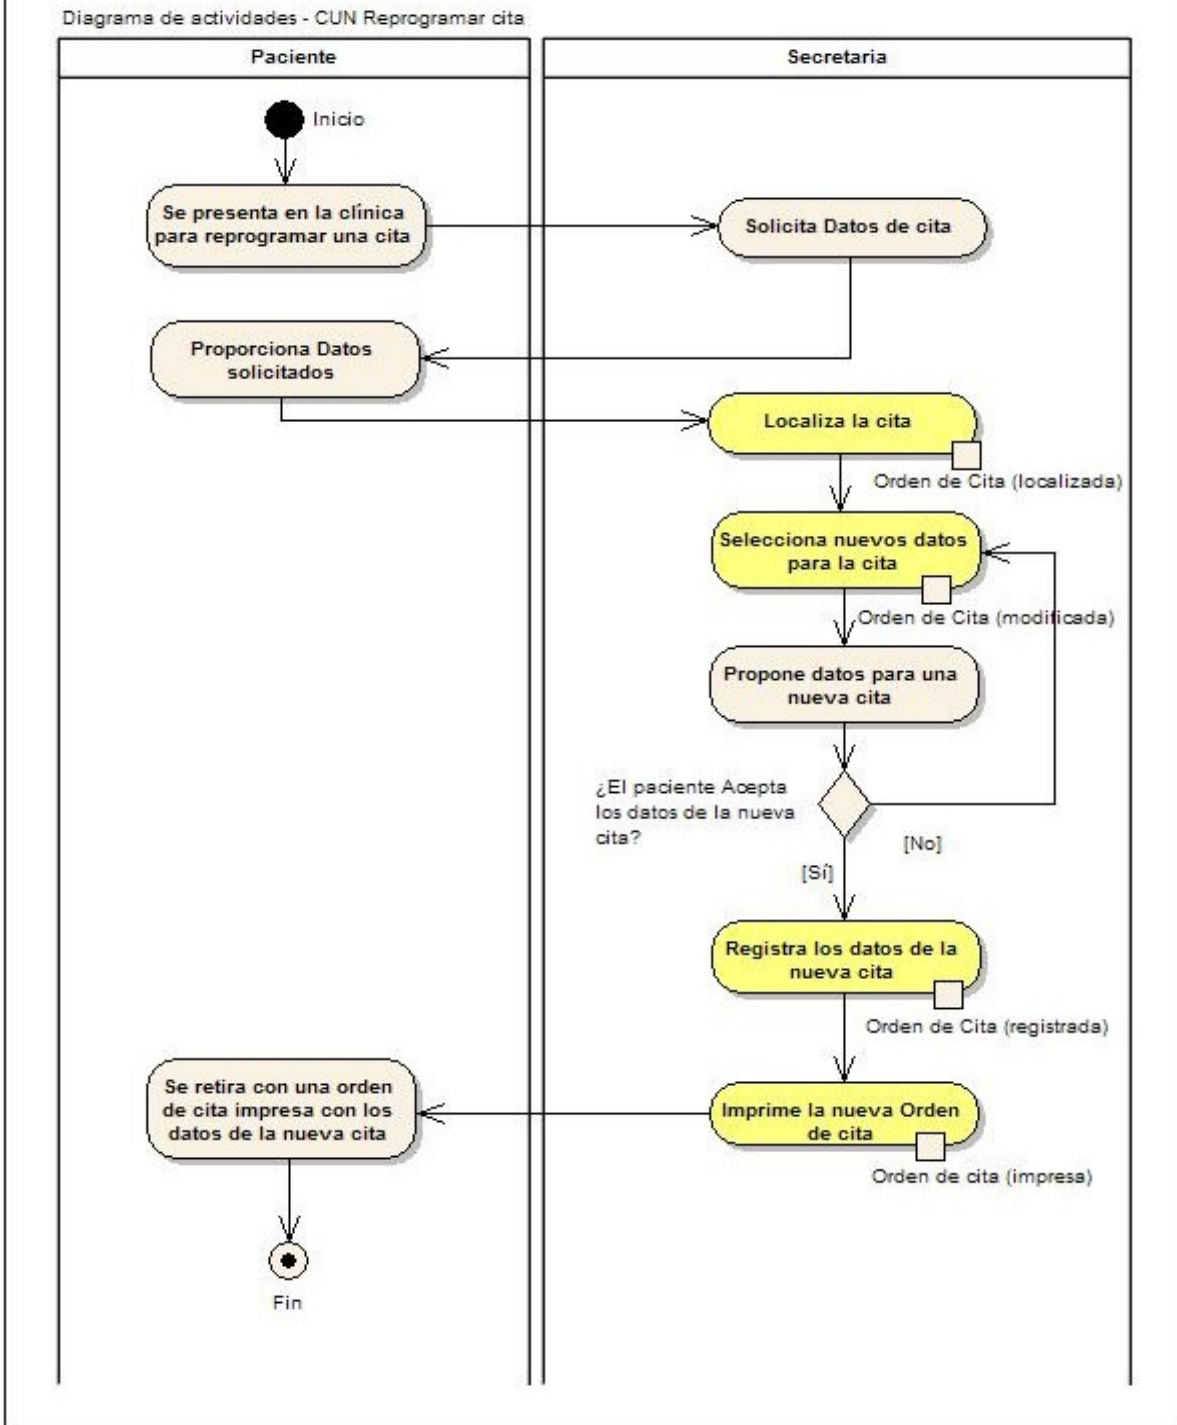 Diagrama de actividades - CUN Reprogramar cita
Paciente
Secretaria
Inicio
Se presenta en la clínica
para reprogramar una cita
Solicita Datos de cita
Proporciona Datos
solicitados
Localiza la cita
Orden de Cita (localizada)
Selecciona nuevos datos
para la cita
Orden de Cita (modificada)
Propone datos para una
nueva cita
¿El paciente Acepta
los datos de la nueva
cita?
[No]
[Sí]
Registra los datos de la
nueva cita
Orden de Cita (registrada)
Imprime la nueva Orden
de cita
Orden de cita (impresa)
Se retira con una orden
de cita impresa con los
datos de la nueva cita
Fin